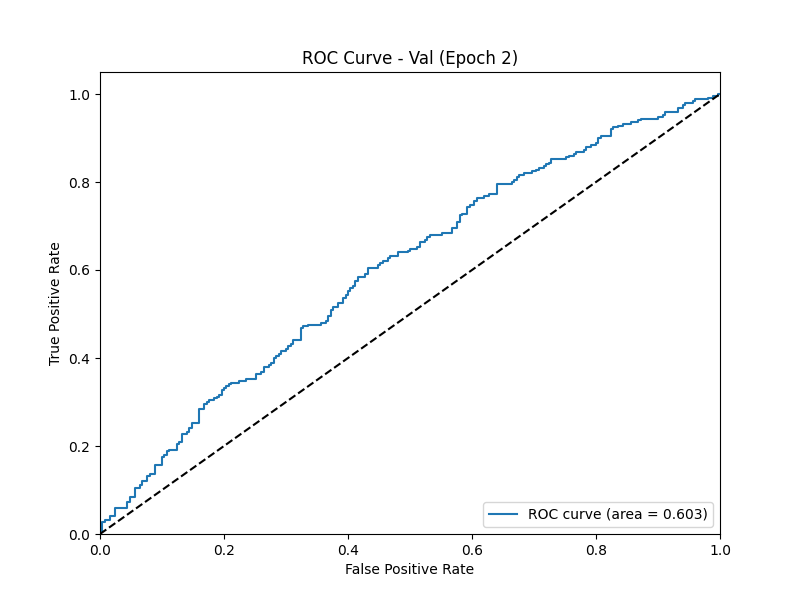 ROC Curve - Val (Epoch 2)
1.0
0.8
0.6
0.4
0.2
0.0
True Positive Rate
ROC curve (area = 0.603)
0.0 0.2 0.4 0.6 0.8 1.0
False Positive Rate